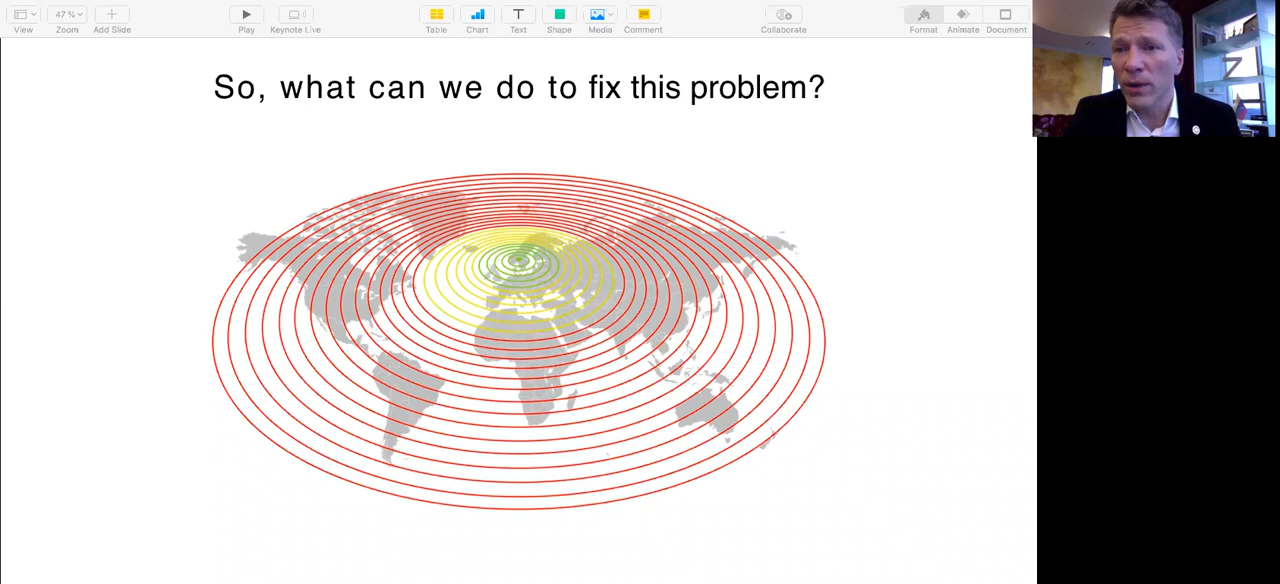 View
Zoom
Add Slide
Play
Keynote Live
Table
Chart
Text
Shape
Media
Comment
Collaborate
Format
Animate
Document
47 %
So, what can we do to fix this problem?
Z